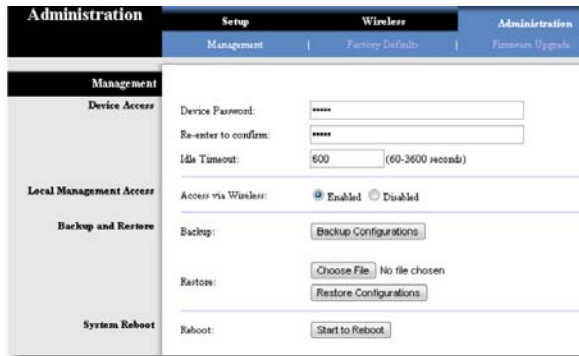 Administration
Setup Wireless Administration
Management | Factory Defaults | Firmware Upgrade
Management
Device Access
Device Password: •••••
Re-enter to confirm: •••••
Idle Timeout: 600 (60-3600 seconds)
Local Management Access
Access via Wireless: Enabled Disabled
Backup and Restore
Backup: Backup Configurations
Restore: Choose File No file chosen
Restore Configurations
System Reboot
Reboot: Start to Reboot